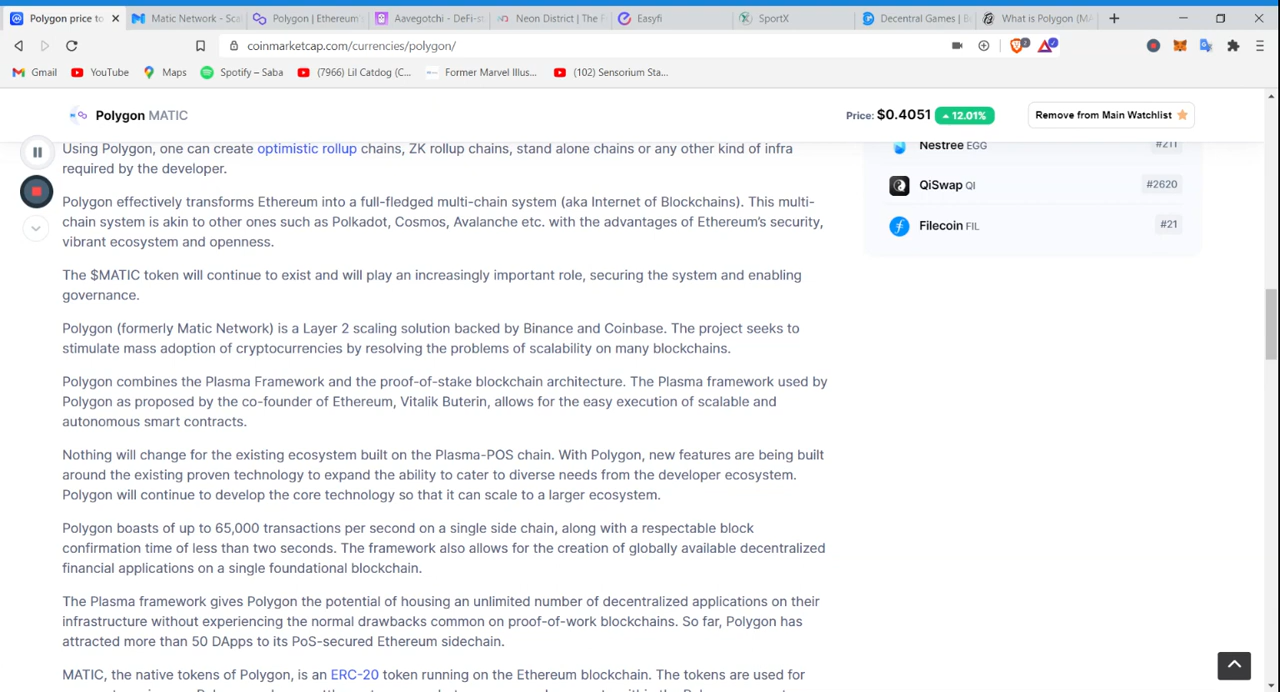 Polygon price to
Matic Network - Sca
Polygon | Ethereum
Aavegotchi - DeFi-st
Neon District | The F
Easyfi
SportX
Decentral Games | B
What is Polygon (MA
coinmarketcap.com/currencies/polygon/
2
Gmail
YouTube
Maps
Spotify – Saba
(7966) Lil Catdog (C...
Former Marvel Illus...
(102) Sensorium Sta...
Polygon MATIC
Price: $0.4051 12.01%
Remove from Main Watchlist
Using Polygon, one can create optimistic rollup chains, ZK rollup chains, stand alone chains or any other kind of infra
required by the developer.
Polygon effectively transforms Ethereum into a full-fledged multi-chain system (aka Internet of Blockchains). This multi-
chain system is akin to other ones such as Polkadot, Cosmos, Avalanche etc. with the advantages of Ethereum's security,
vibrant ecosystem and openness.
The $MATIC token will continue to exist and will play an increasingly important role, securing the system and enabling
governance.
Polygon (formerly Matic Network) is a Layer 2 scaling solution backed by Binance and Coinbase. The project seeks to
stimulate mass adoption of cryptocurrencies by resolving the problems of scalability on many blockchains.
Polygon combines the Plasma Framework and the proof-of-stake blockchain architecture. The Plasma framework used by
Polygon as proposed by the co-founder of Ethereum, Vitalik Buterin, allows for the easy execution of scalable and
autonomous smart contracts.
Nothing will change for the existing ecosystem built on the Plasma-POS chain. With Polygon, new features are being built
around the existing proven technology to expand the ability to cater to diverse needs from the developer ecosystem.
Polygon will continue to develop the core technology so that it can scale to a larger ecosystem.
Polygon boasts of up to 65,000 transactions per second on a single side chain, along with a respectable block
confirmation time of less than two seconds. The framework also allows for the creation of globally available decentralized
financial applications on a single foundational blockchain.
The Plasma framework gives Polygon the potential of housing an unlimited number of decentralized applications on their
infrastructure without experiencing the normal drawbacks common on proof-of-work blockchains. So far, Polygon has
attracted more than 50 DApps to its PoS-secured Ethereum sidechain.
MATIC, the native tokens of Polygon, is an ERC-20 token running on the Ethereum blockchain. The tokens are used for
Nestree EGG #211
QiSwap QI #2620
Filecoin FIL #21